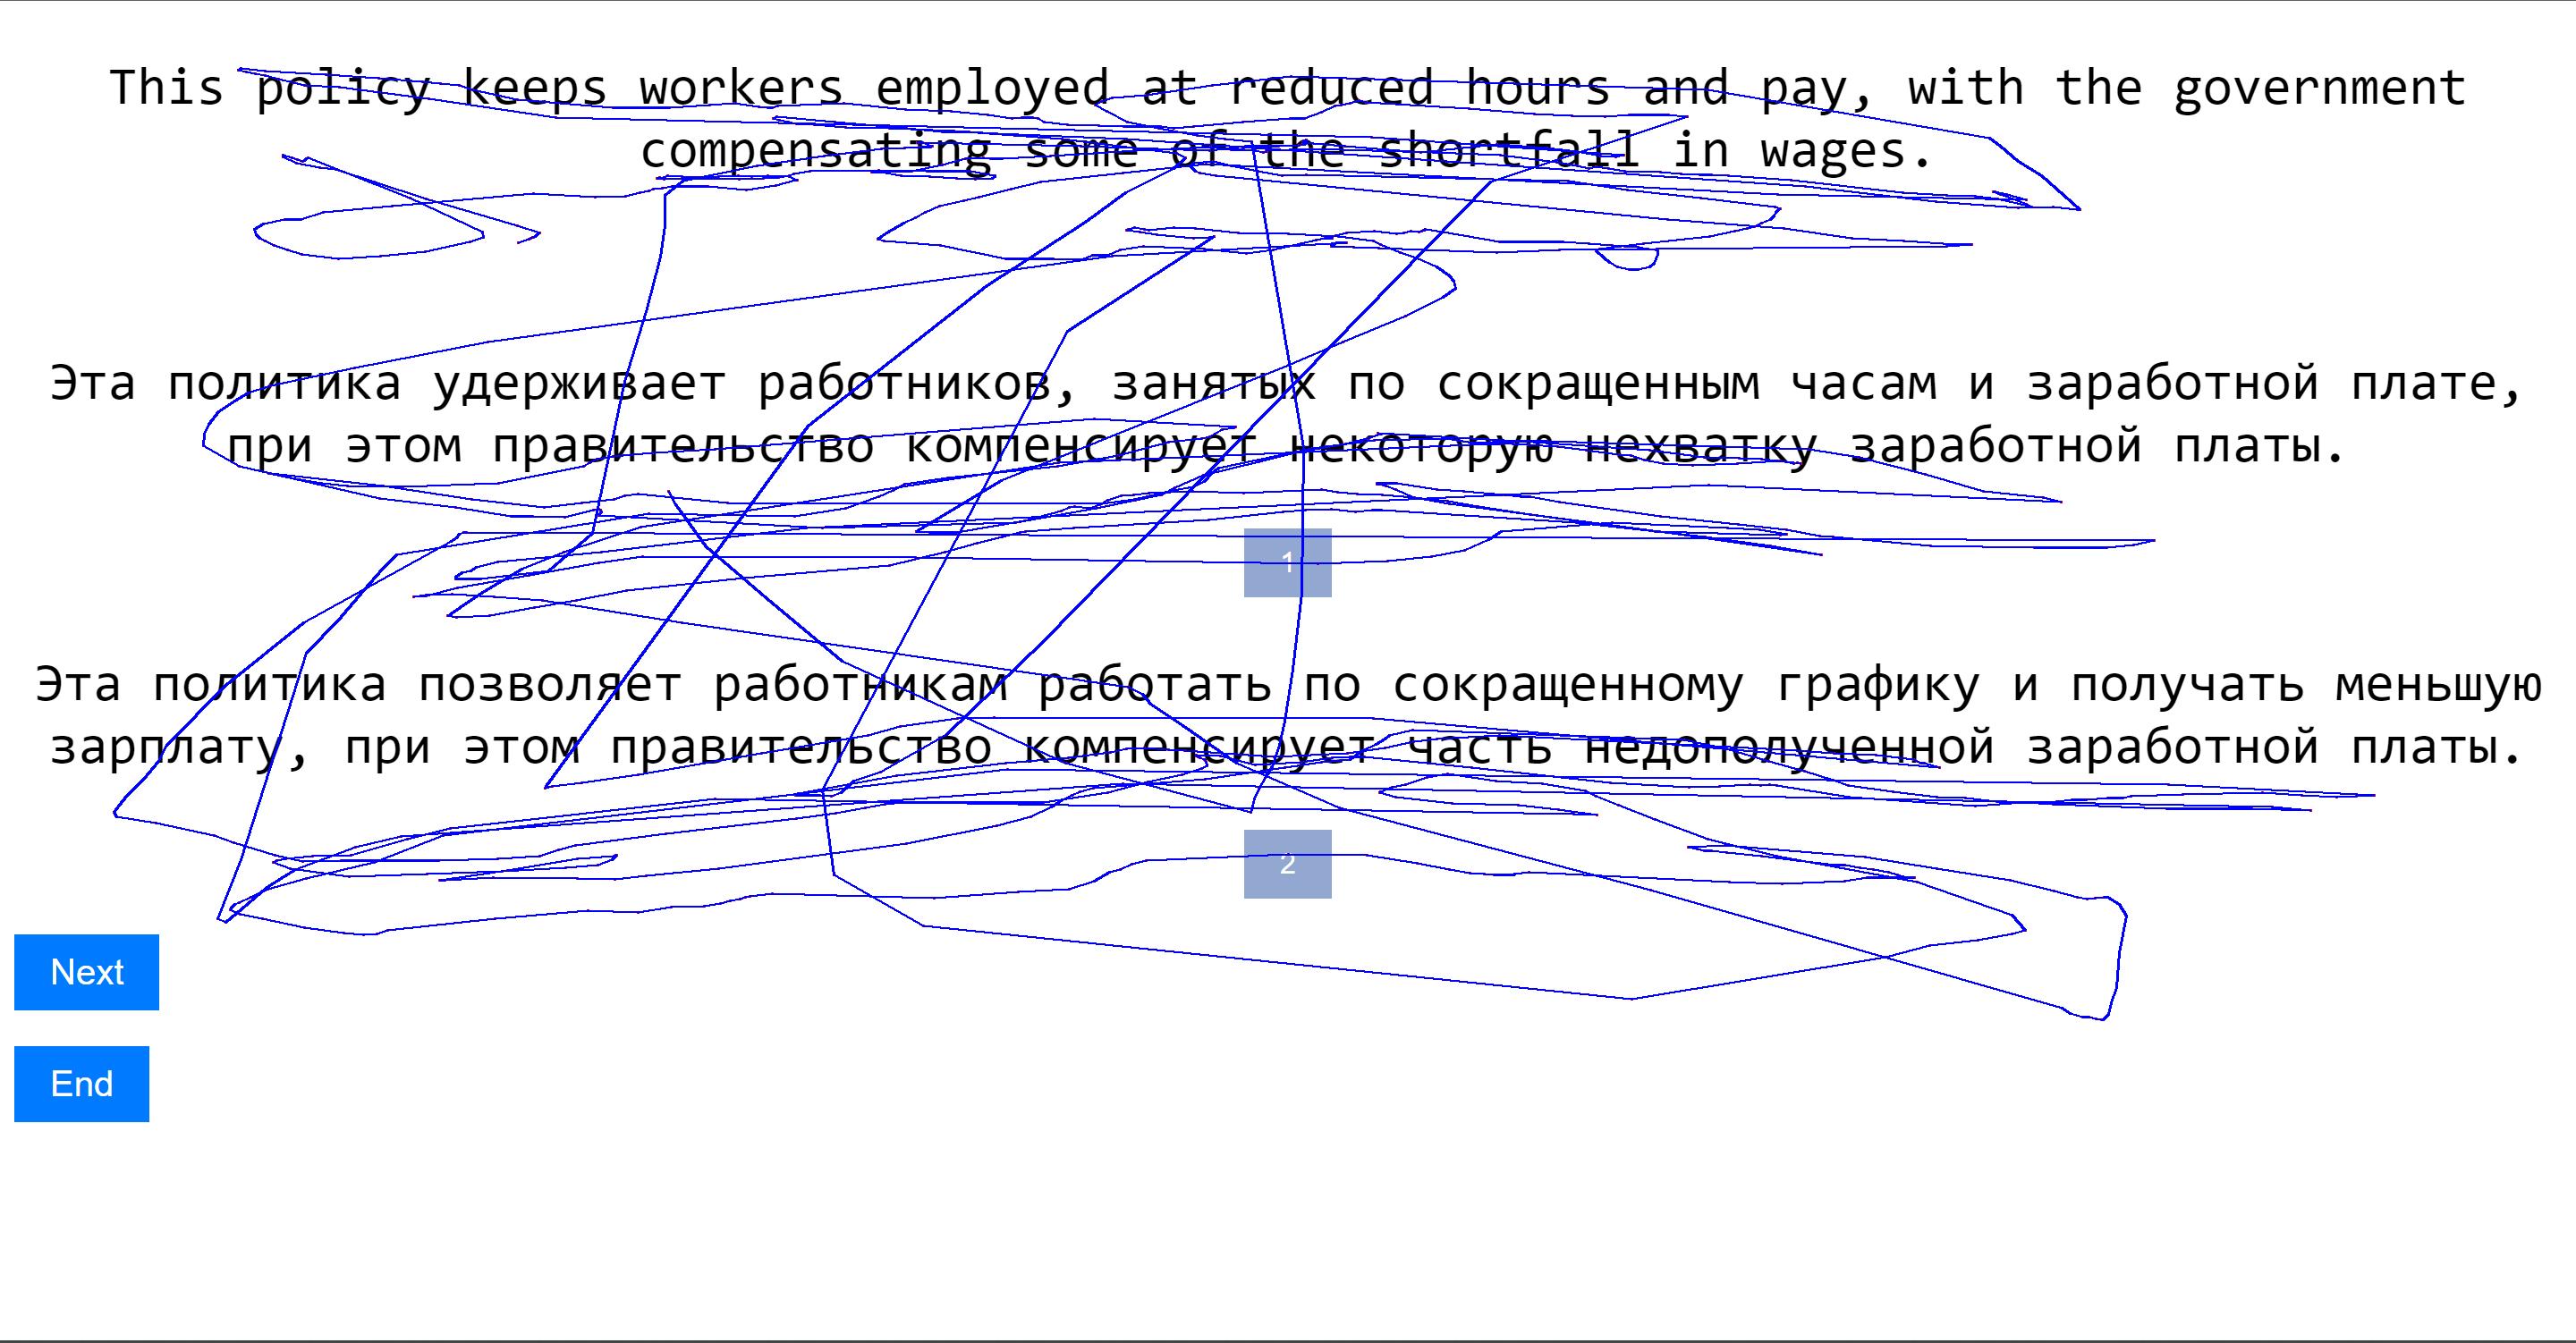 This policy keeps workers employed at reduced hours and pay, with the government
compensating some of the shortfall in wages.
Эта политика удерживает работников, занятых по сокращенным часам и заработной плате,
при этом правительство компенсирует некоторую нехватку заработной платы.
1
Эта политика позволяет работникам работать по сокращенному графику и получать меньшую
зарплату, при этом правительство компенсирует часть недополученной заработной платы.
2
Next
End